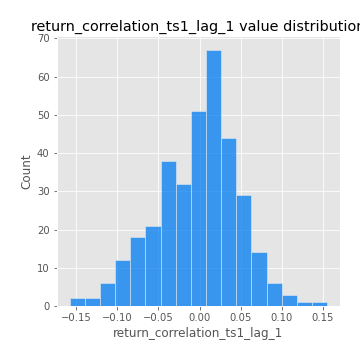 return_correlation_ts1_lag_1 value distribution
70
60
50
40
30
20
10
0
Count
−0.15 −0.10 −0.05 0.00 0.05 0.10 0.15
return_correlation_ts1_lag_1